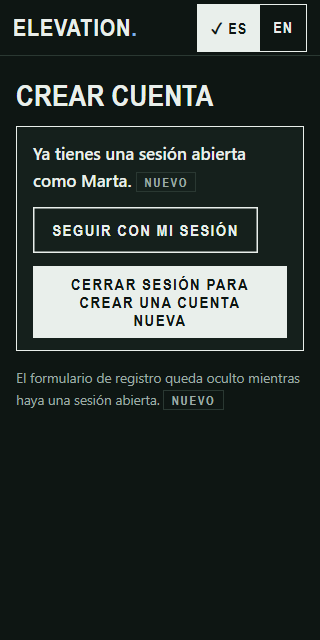 ELEVATION.
✓ ES
EN
CREAR CUENTA
Ya tienes una sesión abierta
como Marta. NUEVO
SEGUIR CON MI SESIÓN
CERRAR SESIÓN PARA
CREAR UNA CUENTA
NUEVA
El formulario de registro queda oculto mientras
haya una sesión abierta. NUEVO